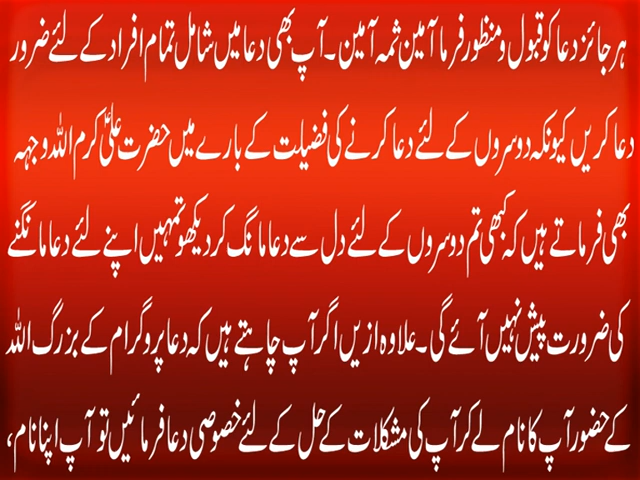 ہر جائز دعا کو قبول و منظور فرما آمین ثمہ آمین۔ آپ بھی دعا میں شامل تمام افراد کے لئے ضرور
دعا کریں کیونکہ دوسروں کے لئے دعا کرنے کی فضیلت کے بارے میں حضرت علیؓ کرم اللہ وجہہ
بھی فرماتے ہیں کہ کبھی تم دوسروں کے لئے دل سے دعا مانگ کر دیکھو تمہیں اپنے لئے دعا مانگنے
کی ضرورت پیش نہیں آئے گی۔ علاوہ ازیں اگر آپ چاہتے ہیں کہ دعا پروگرام کے بزرگ اللہ
کے حضور آپ کا نام لے کر آپ کی مشکلات کے حل کے لئے خصوصی دعا فرمائیں تو آپ اپنا نام،